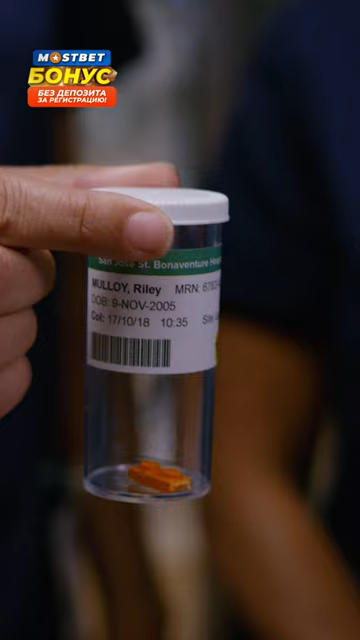 MOSTBET
БОНУС
БЕЗ ДЕПОЗИТА
ЗА РЕГИСТРАЦИЮ!
San Jose St. Bonaventure
MULLOY, Riley MRN:
DOB: 9-NOV-2005
Col: 17/10/18 10:35